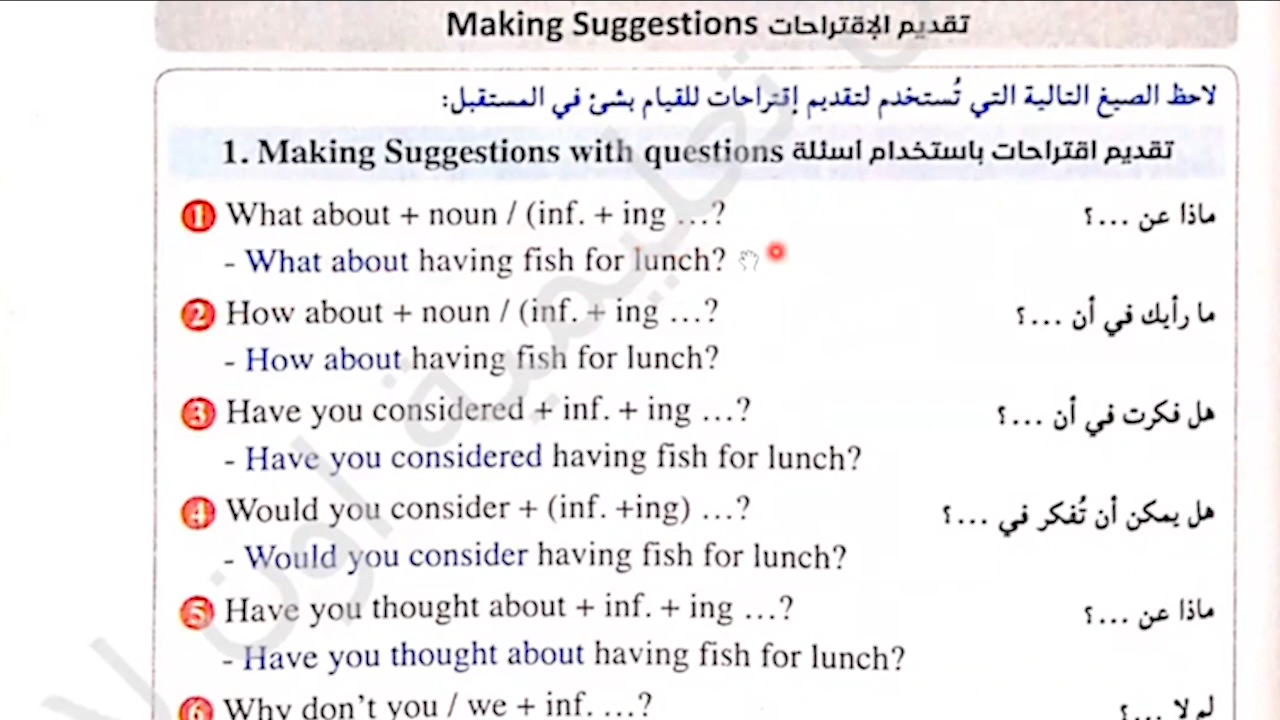 Making Suggestions تقديم الإقتراحات
لاحظ الصيغ التالية التي تُستخدم لتقديم إقتراحات للقيام بشئ في المستقبل:
1. Making Suggestions with questions تقديم اقتراحات باستخدام اسئلة
1 What about + noun / (inf. + ing …? ماذا عن …؟
- What about having fish for lunch?
2 How about + noun / (inf. + ing …? ما رأيك في أن …؟
- How about having fish for lunch?
3 Have you considered + inf. + ing …? هل فكرت في أن …؟
- Have you considered having fish for lunch?
4 Would you consider + (inf. +ing) …? هل يمكن أن تُفكر في …؟
- Would you consider having fish for lunch?
5 Have you thought about + inf. + ing …? ماذا عن …؟
- Have you thought about having fish for lunch?
6 Why don't you / we + inf. …? لم لا …؟
تعليمية اون لا